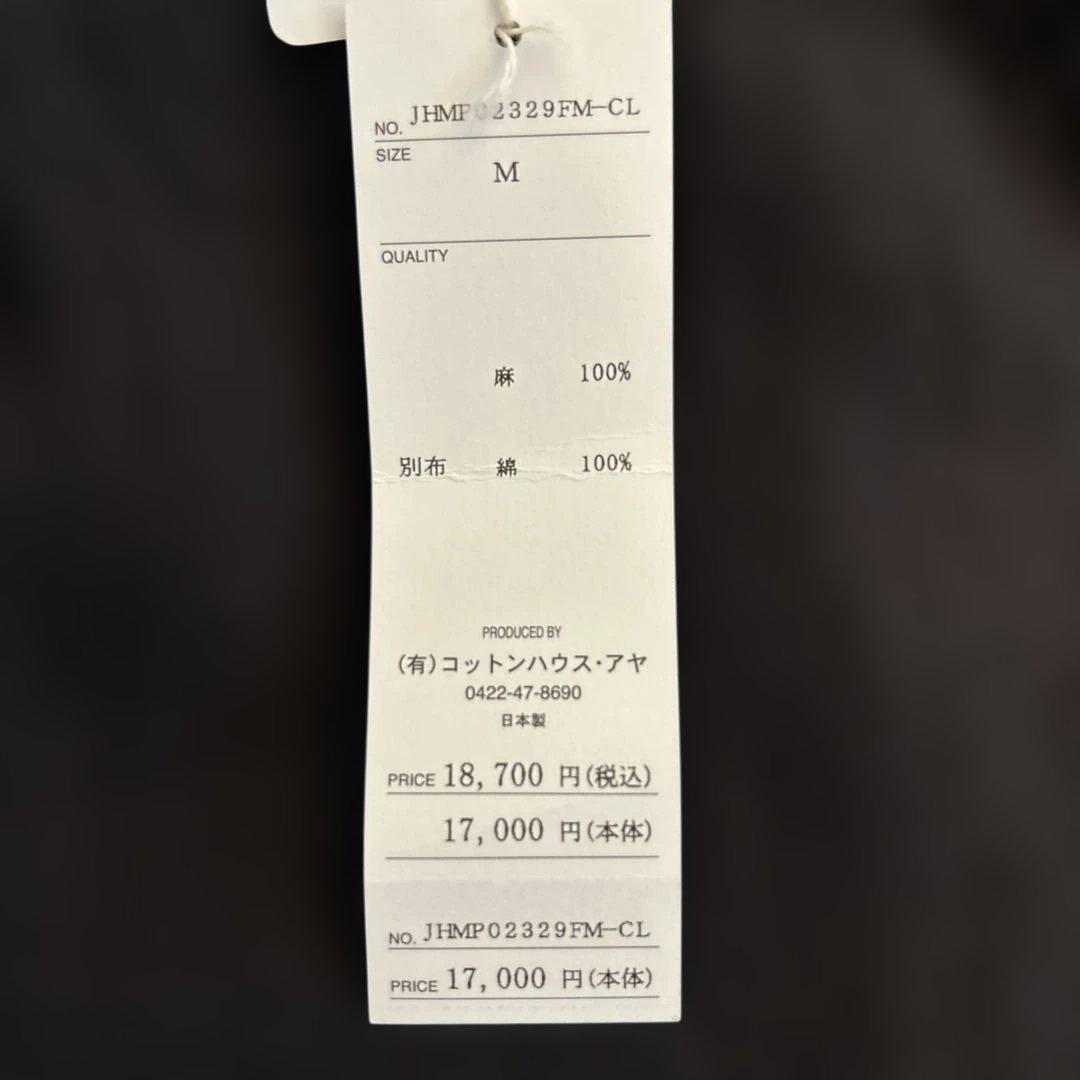 NO. JHMP02329FM-CL
SIZE
M
QUALITY
麻 100%
別布 綿 100%
PRODUCED BY
(有)コットンハウス・アヤ
0422-47-8690
日本製
PRICE 18,700 円(税込)
17,000 円(本体)
NO. JHMP02329FM-CL
PRICE 17,000 円(本体)